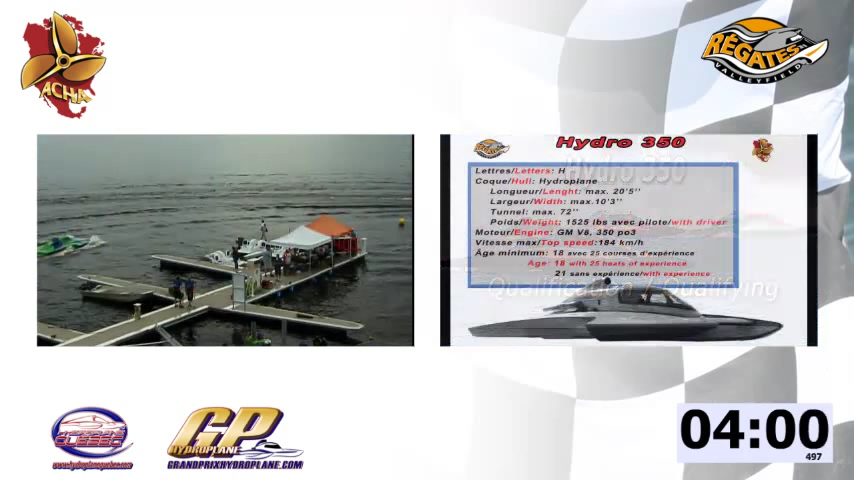 ACHA
RÉGATES
VALLEYFIELD
Hydro 350
Hydro 350
Lettres/Letters: H
Coque/Hull: Hydroplane
Longueur/Lenght: max. 20'5''
Largeur/Width: max.10'3''
Tunnel: max. 72''
Poids/Weight: 1525 lbs avec pilote/with driver
Moteur/Engine: GM V8, 350 po3
Vitesse max/Top speed:184 km/h
Âge minimum: 18 avec 25 courses d'expérience
Age: 18 with 25 heats of experience
21 sans expérience/with experience
Qualification / Qualifying
GP
HYDROPLANE
GRANDPRIXHYDROPLANE.COM
04:00
497